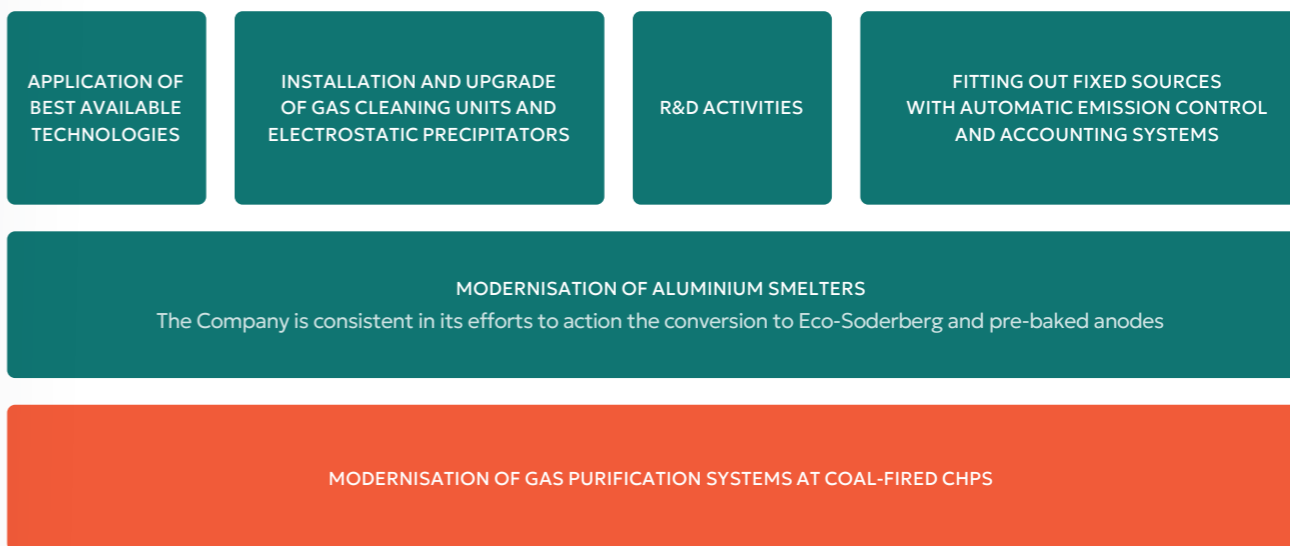 APPLICATION OF
BEST AVAILABLE
TECHNOLOGIES
INSTALLATION AND UPGRADE
OF GAS CLEANING UNITS AND
ELECTROSTATIC PRECIPITATORS
R&D ACTIVITIES
FITTING OUT FIXED SOURCES
WITH AUTOMATIC EMISSION CONTROL
AND ACCOUNTING SYSTEMS
MODERNISATION OF ALUMINIUM SMELTERS
The Company is consistent in its efforts to action the conversion to Eco-Soderberg and pre-baked anodes
MODERNISATION OF GAS PURIFICATION SYSTEMS AT COAL-FIRED CHPS